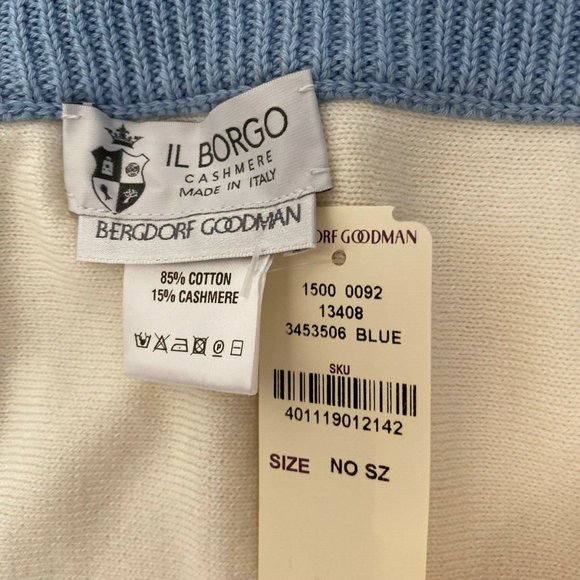 IL BORGO
CASHMERE
MADE IN ITALY
BERGDORF GOODMAN
85% COTTON
15% CASHMERE
ORF GOODMAN
1500 0092
13408
3453506 BLUE
SKU
401119012142
SIZE NO SZ